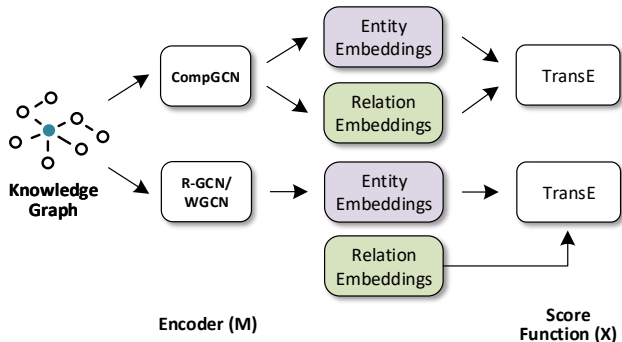 Entity
Embeddings
CompGCN
TransE
Relation
Embeddings
Knowledge
Graph
R-GCN/
WGCN
Entity
Embeddings
TransE
Relation
Embeddings
Encoder (M)
Score
Function (X)